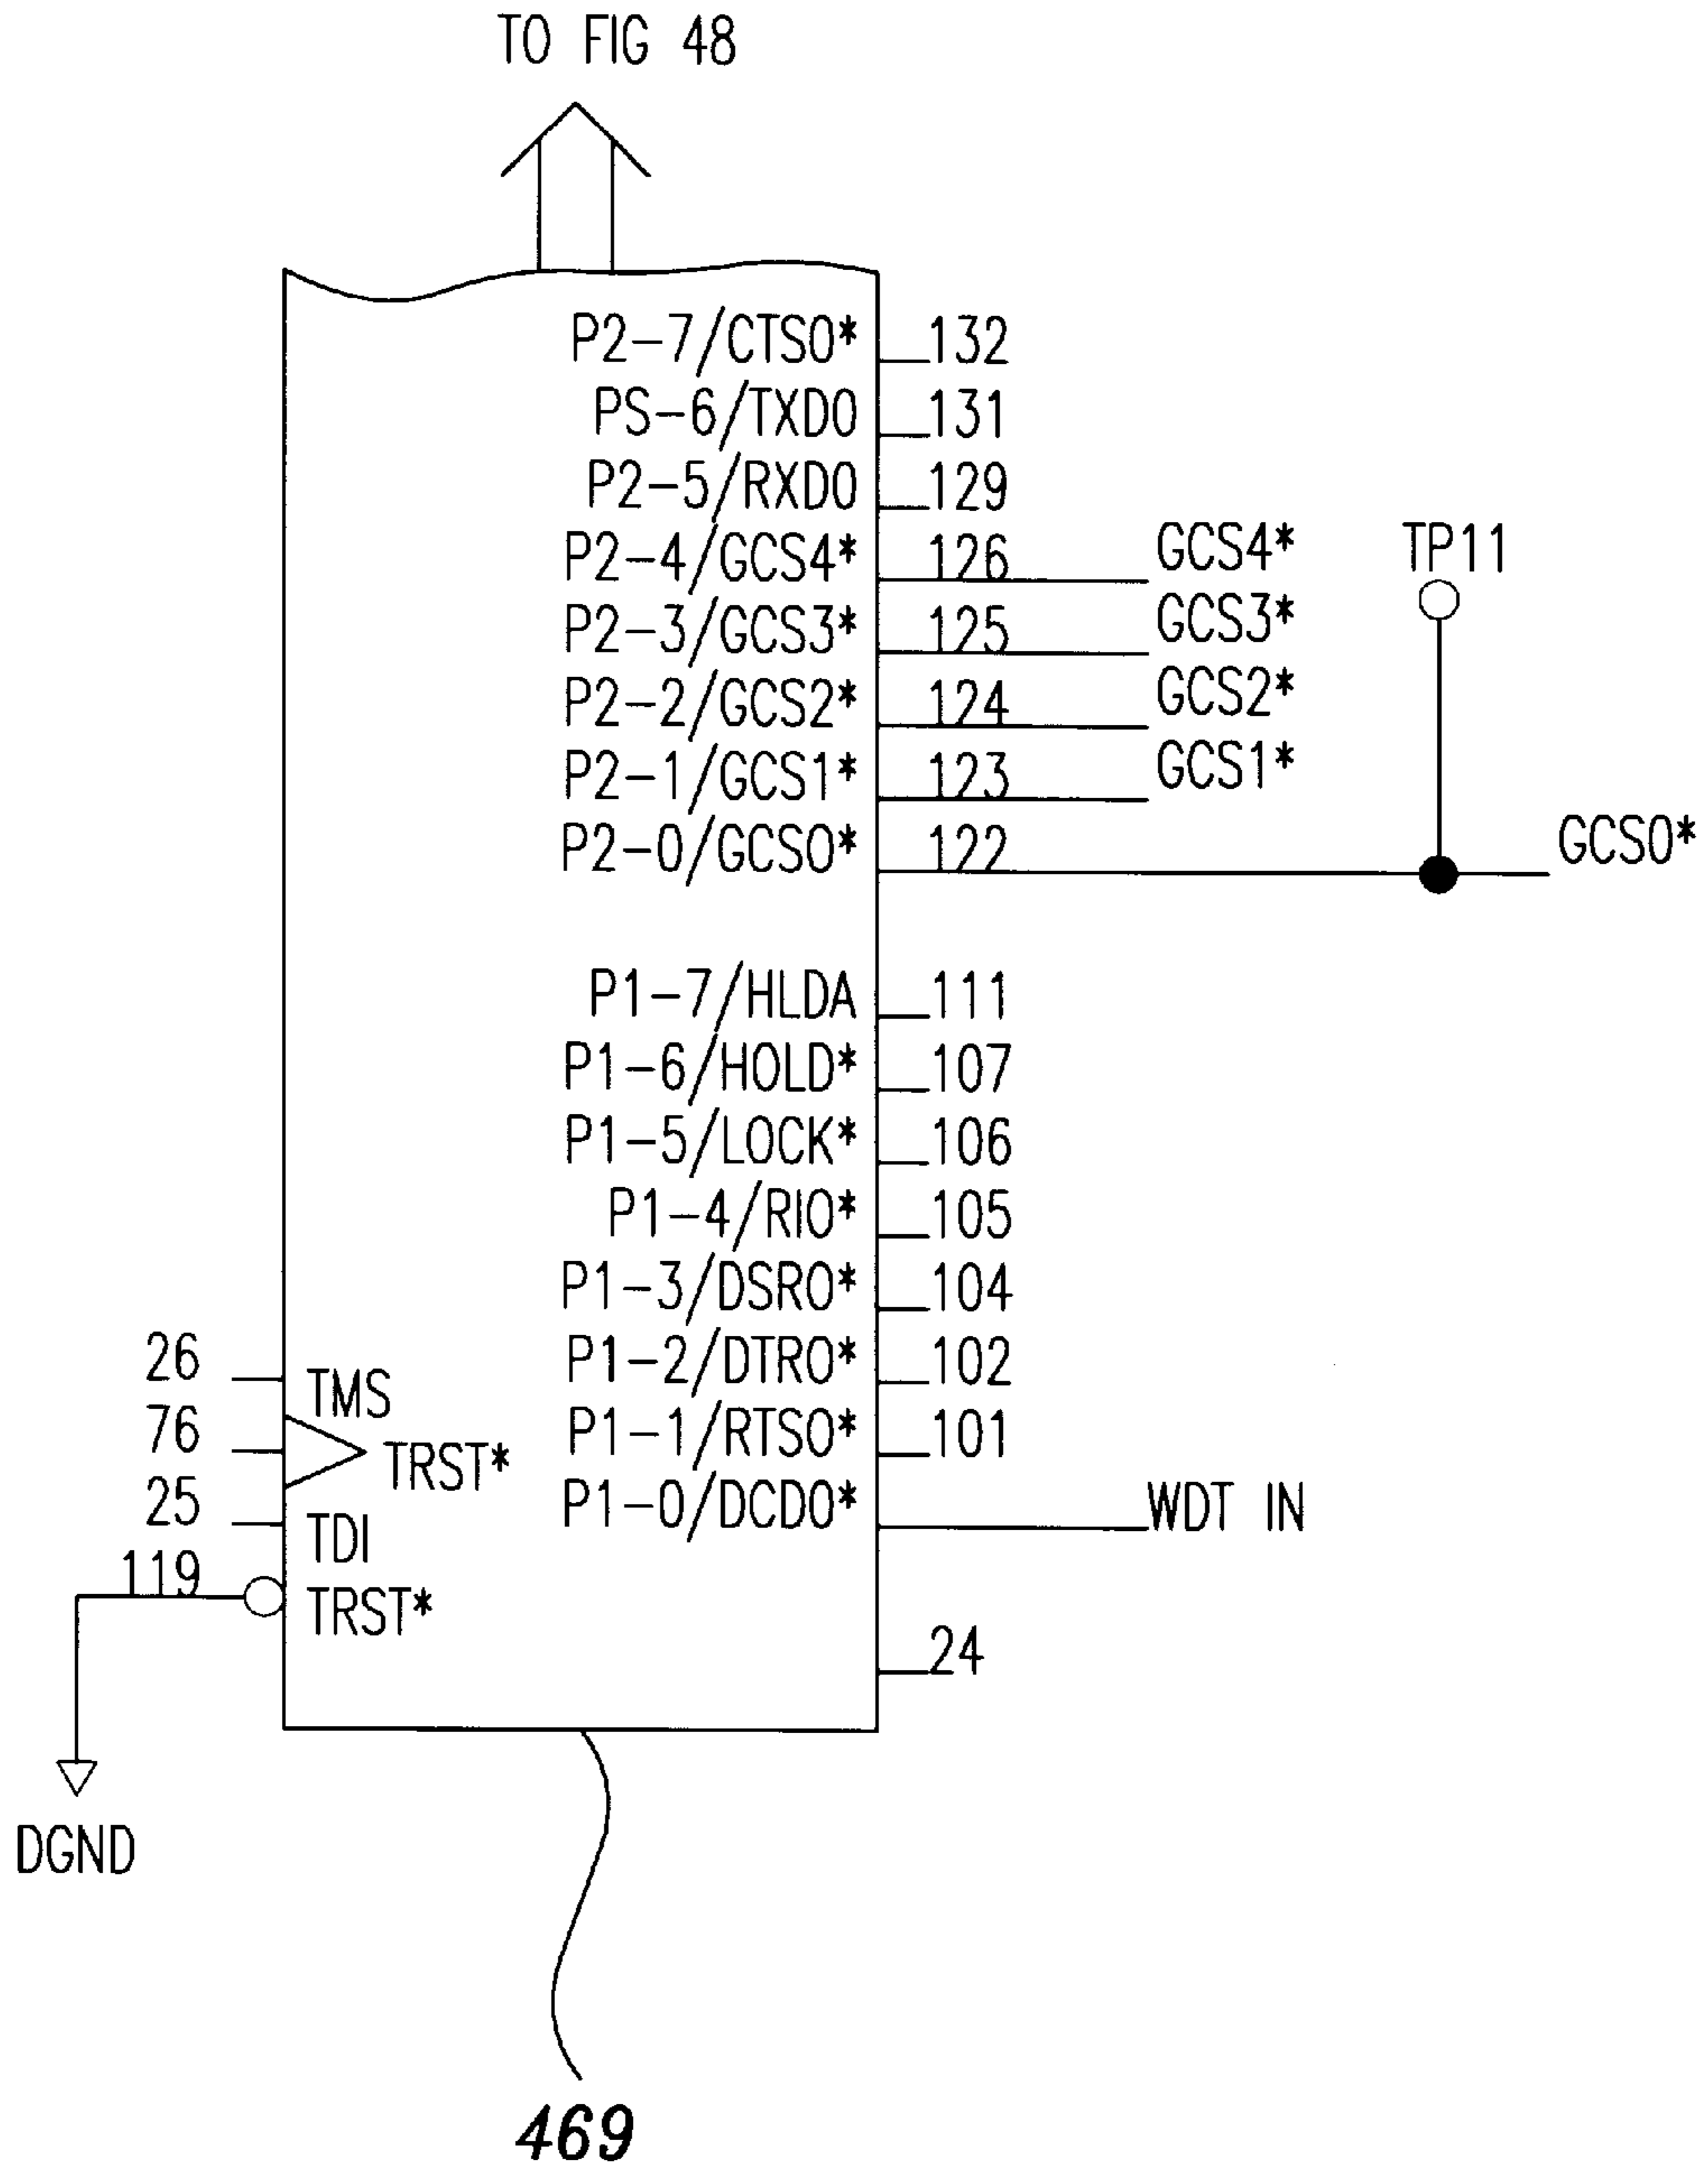 TO FIG 48
P2-7/CTS0* 132
PS-6/TXD0 131
P2-5/RXD0 129
P2-4/GCS4* 126 GCS4* TP11
P2-3/GCS3* 125 GCS3*
P2-2/GCS2* 124 GCS2*
P2-1/GCS1* 123 GCS1*
P2-0/GCS0* 122 GCS0*
P1-7/HLDA 111
P1-6/HOLD* 107
P1-5/LOCK* 106
P1-4/RI0* 105
P1-3/DSR0* 104
26 TMS P1-2/DTR0* 102
76 TRST* P1-1/RTS0* 101
25 TDI P1-0/DCD0* WDT IN
119 TRST*
24
DGND
469